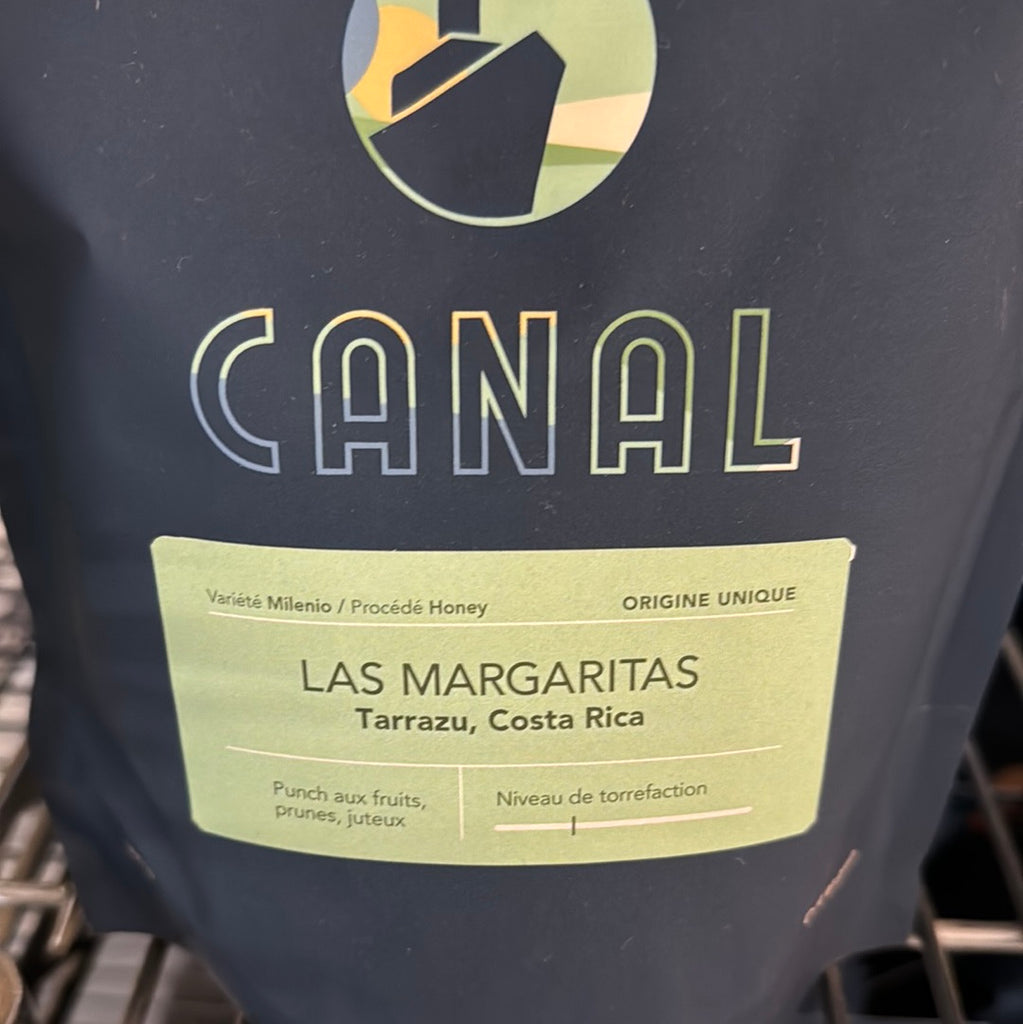 CANAL
Variété Milenio / Procédé Honey
ORIGINE UNIQUE
LAS MARGARITAS
Tarrazu, Costa Rica
Punch aux fruits,
prunes, juteux
Niveau de torrefaction